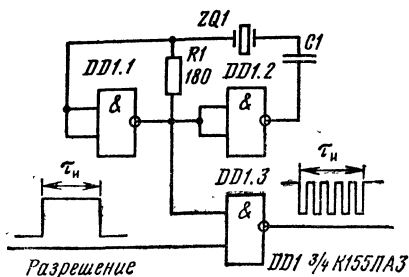 ZQ1
R1
180
C1
DD1.1
DD1.2
&
&
DD1.3
τи
τи
&
Разрешение
DD1 3/4 К155ЛА3